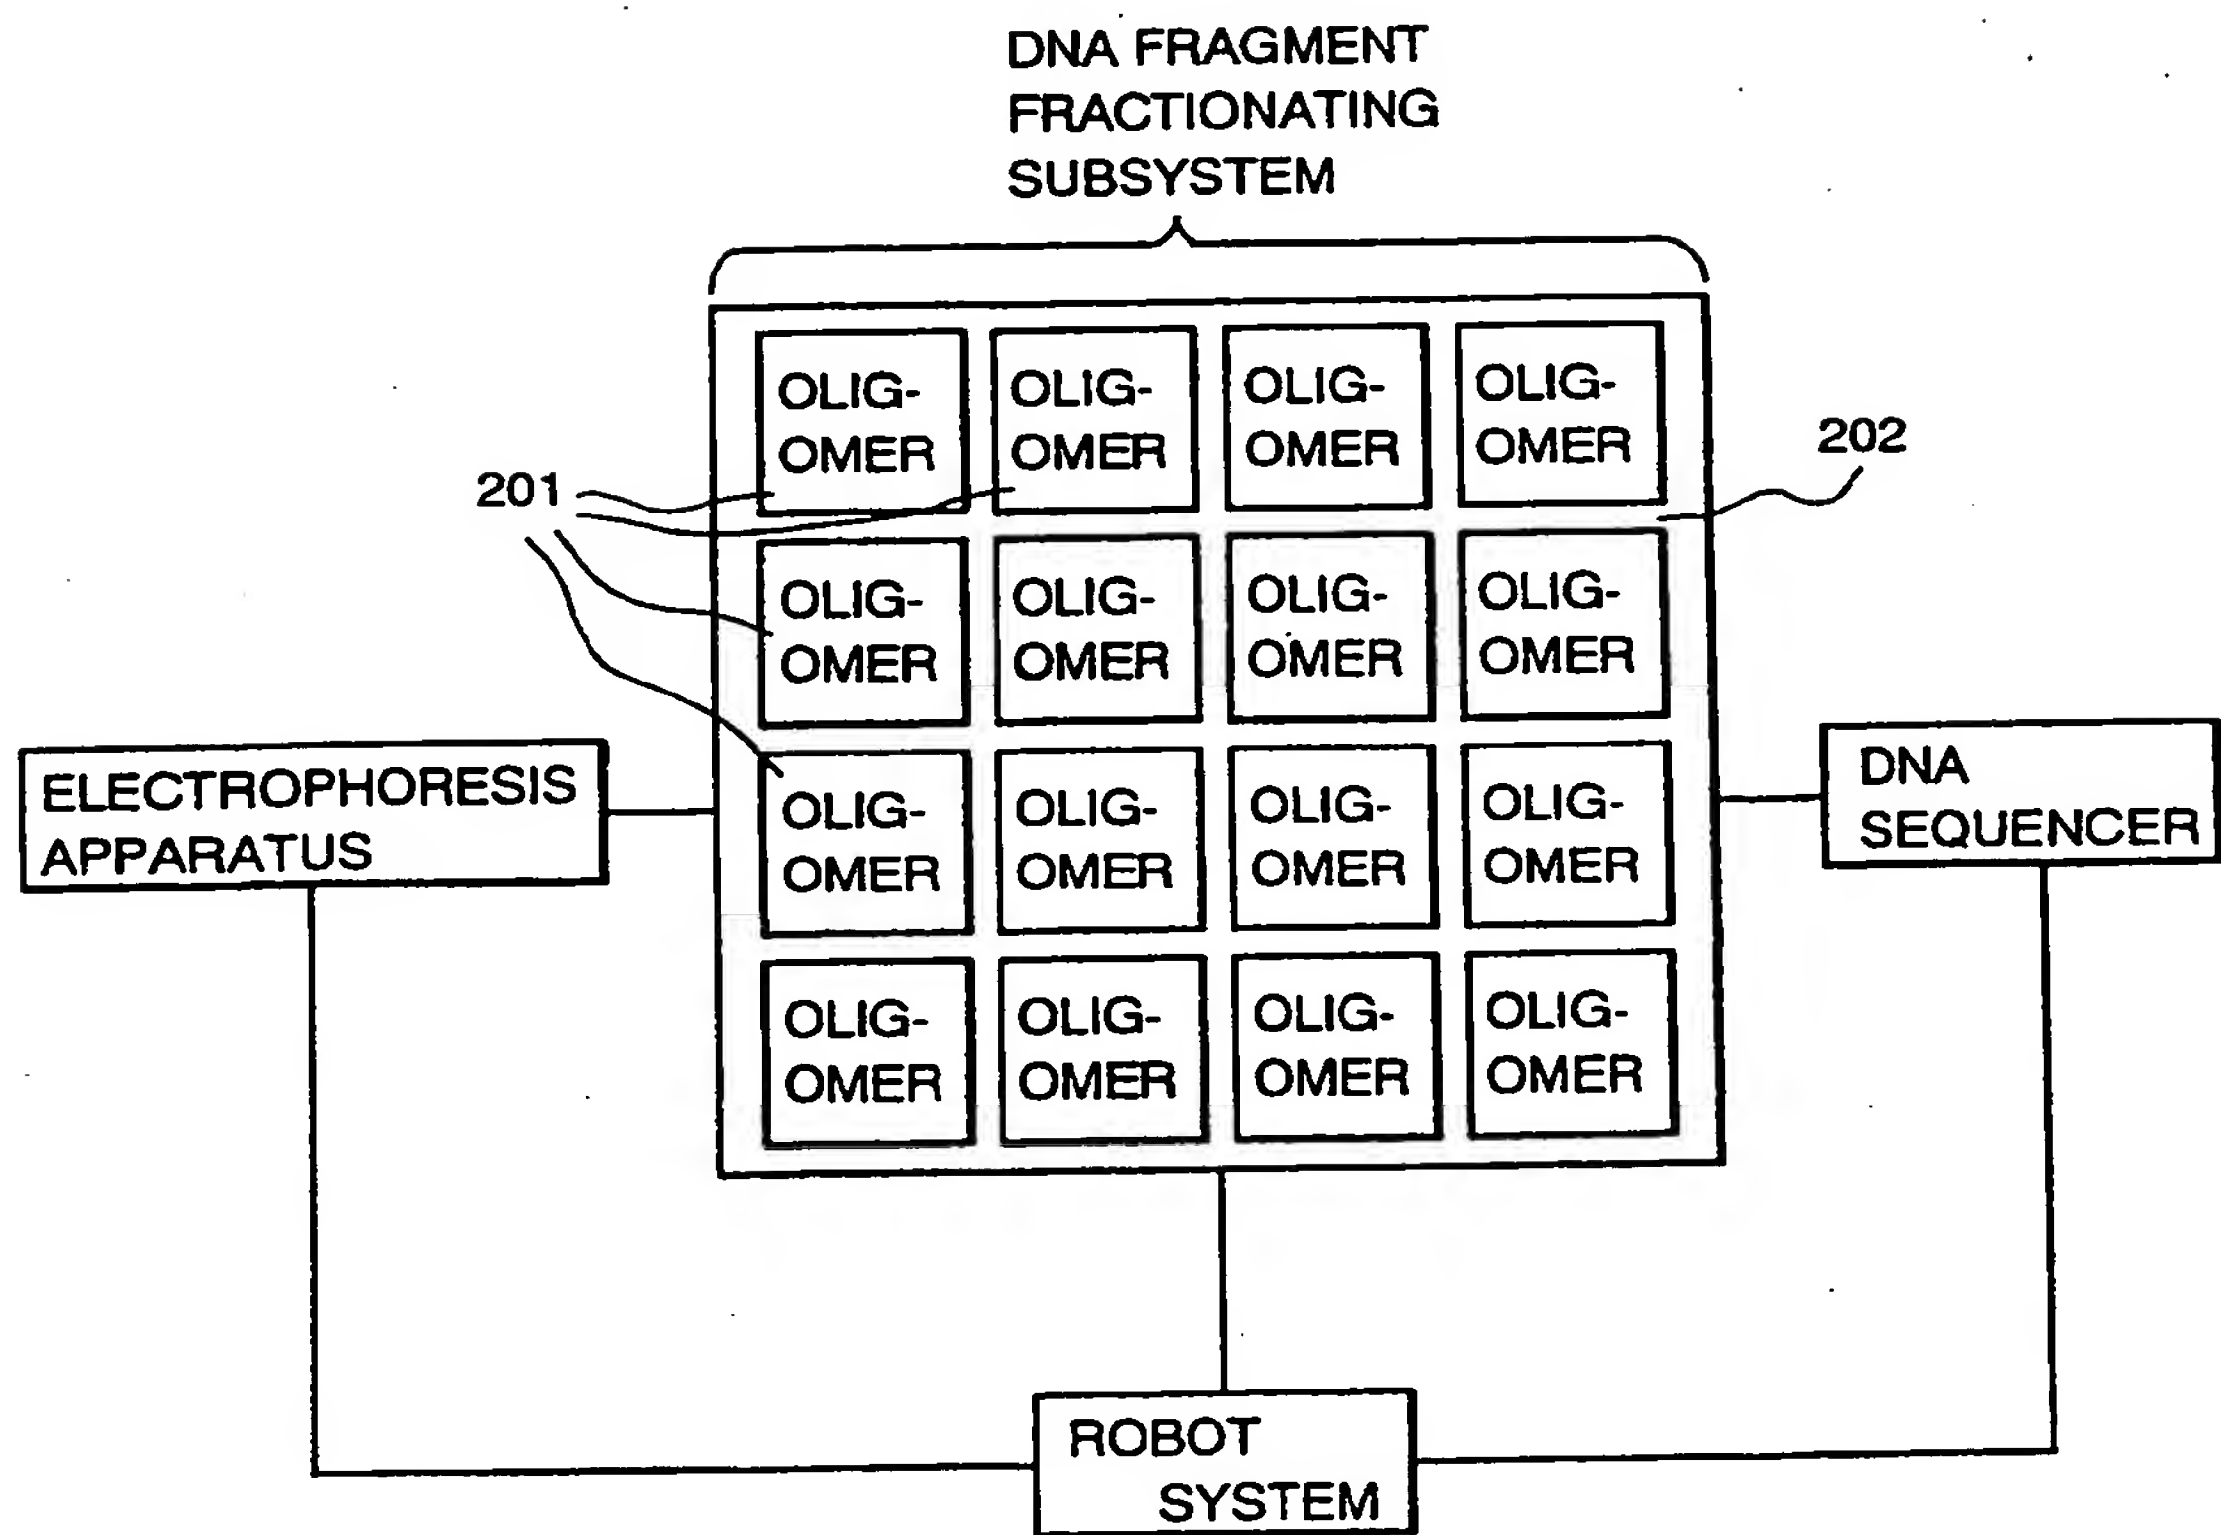 DNA FRAGMENT
FRACTIONATING
SUBSYSTEM
OLIG-
OMER
OLIG-
OMER
OLIG-
OMER
OLIG-
OMER
201
202
OLIG-
OMER
OLIG-
OMER
OLIG-
OMER
OLIG-
OMER
ELECTROPHORESIS
APPARATUS
OLIG-
OMER
OLIG-
OMER
OLIG-
OMER
OLIG-
OMER
DNA
SEQUENCER
OLIG-
OMER
OLIG-
OMER
OLIG-
OMER
OLIG-
OMER
ROBOT
SYSTEM